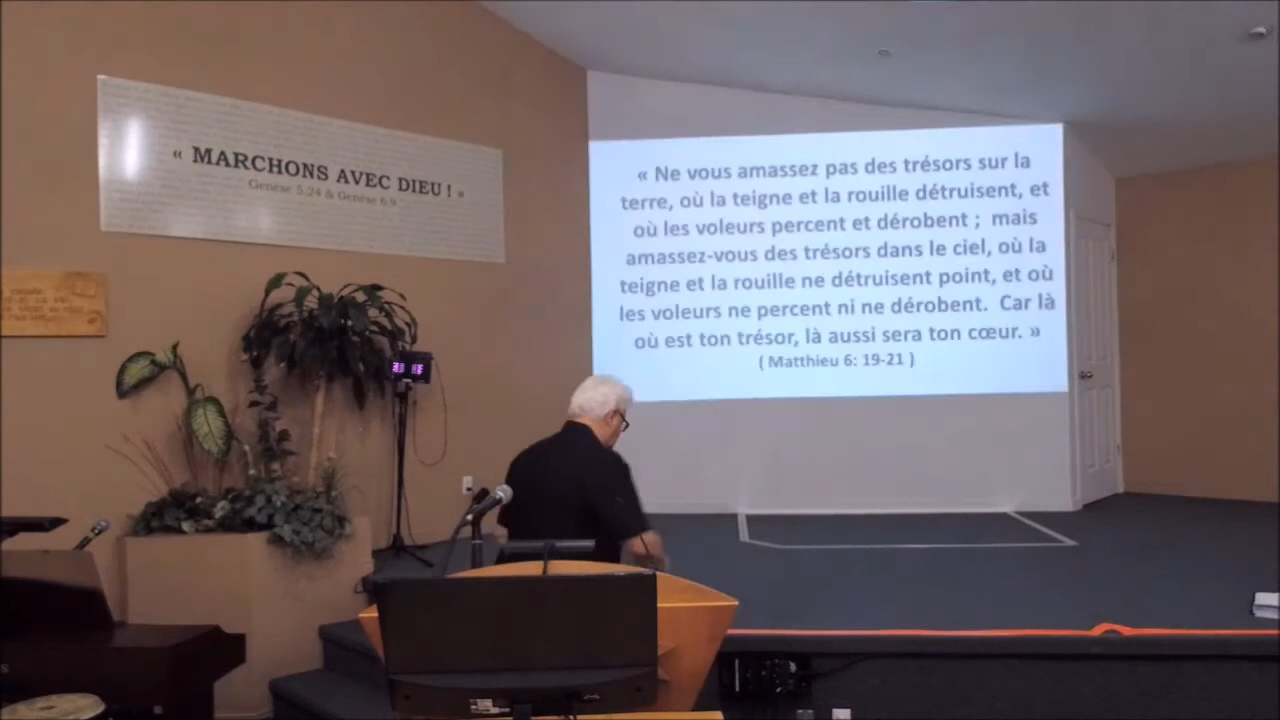 « MARCHONS AVEC DIEU ! »
Genèse 5.24 & Genèse 6.9
« Ne vous amassez pas des trésors sur la
terre, où la teigne et la rouille détruisent, et
où les voleurs percent et dérobent ; mais
amassez-vous des trésors dans le ciel, où la
teigne et la rouille ne détruisent point, et où
les voleurs ne percent ni ne dérobent. Car là
où est ton trésor, là aussi sera ton cœur. »
( Matthieu 6: 19-21 )